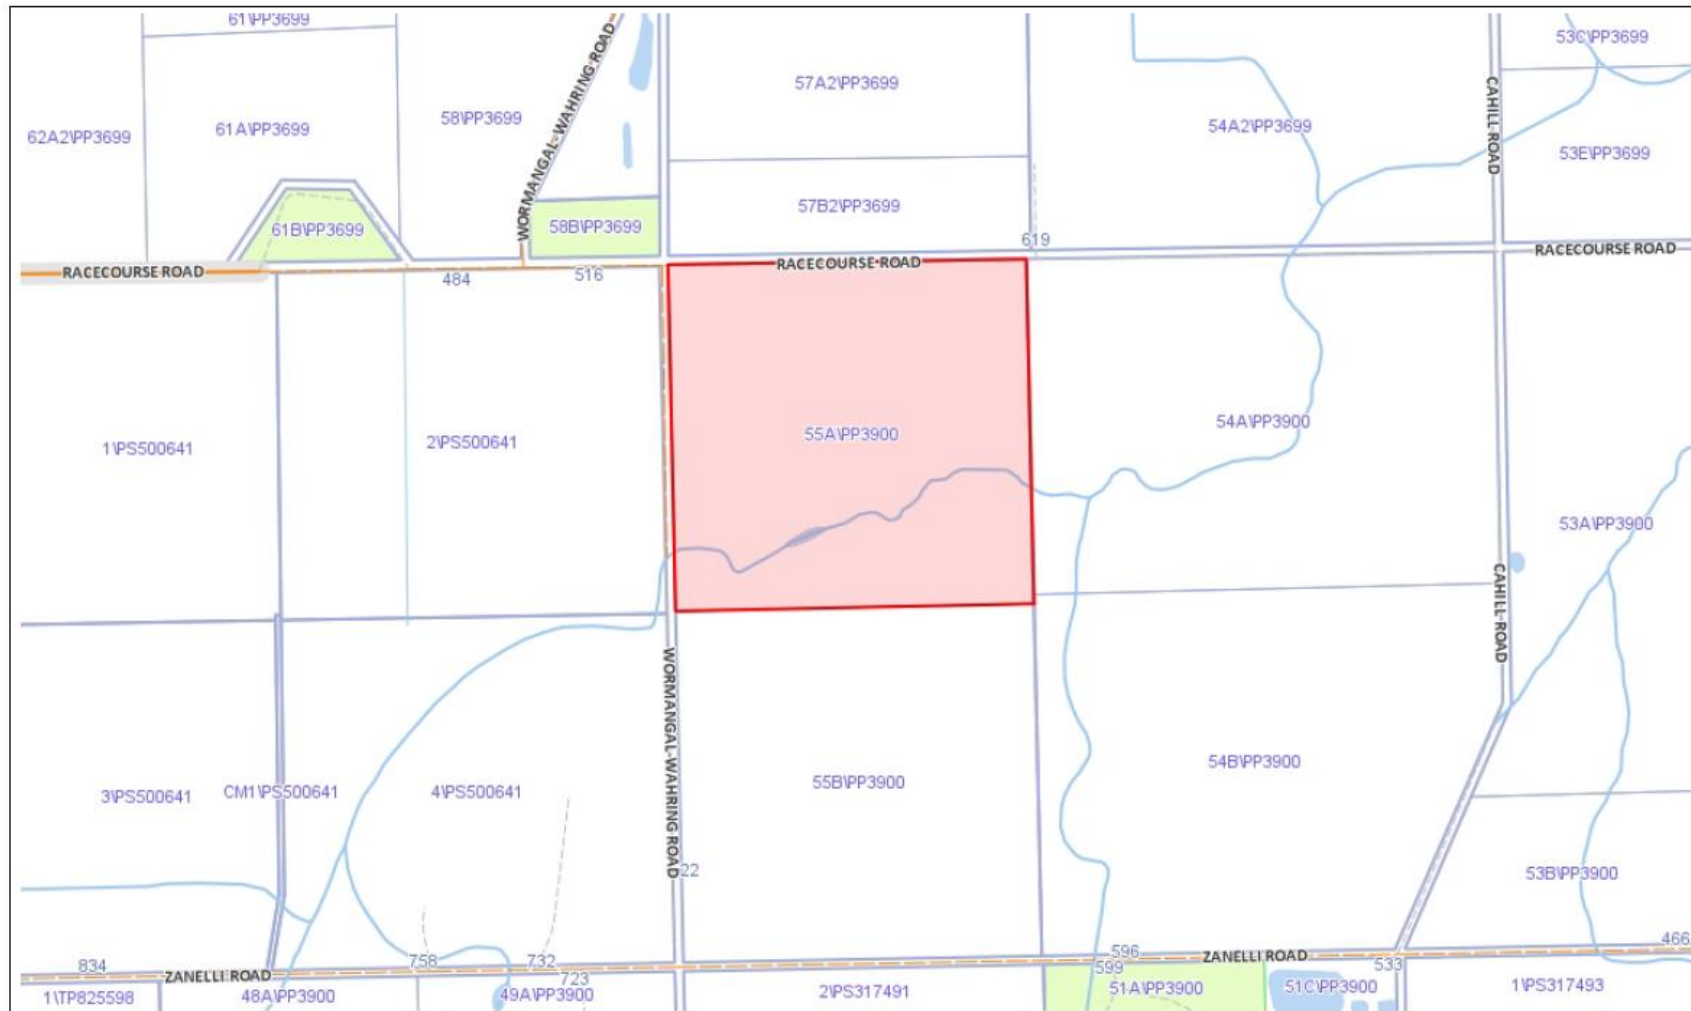 61\PP3699
53C\PP3699
57A2\PP3699
WORMANGAL-WAHRING ROAD
CAHILL ROAD
58\PP3699
54A2\PP3699
61A\PP3699
62A2\PP3699
53E\PP3699
57B2\PP3699
61B\PP3699
58B\PP3699
619
RACECOURSE ROAD
RACECOURSE ROAD
RACECOURSE ROAD
484
516
54A\PP3900
55A\PP3900
2\PS500641
1\PS500641
53A\PP3900
CAHILL ROAD
WORMANGAL-WAHRING ROAD
54B\PP3900
55B\PP3900
3\PS500641
CM1\PS500641
4\PS500641
22
53B\PP3900
466
596
ZANELLI ROAD
758
732
834
599
533
ZANELLI ROAD
723
1\TP825598
48A\PP3900
49A\PP3900
2\PS317491
51A\PP3900
51C\PP3900
1\PS317493